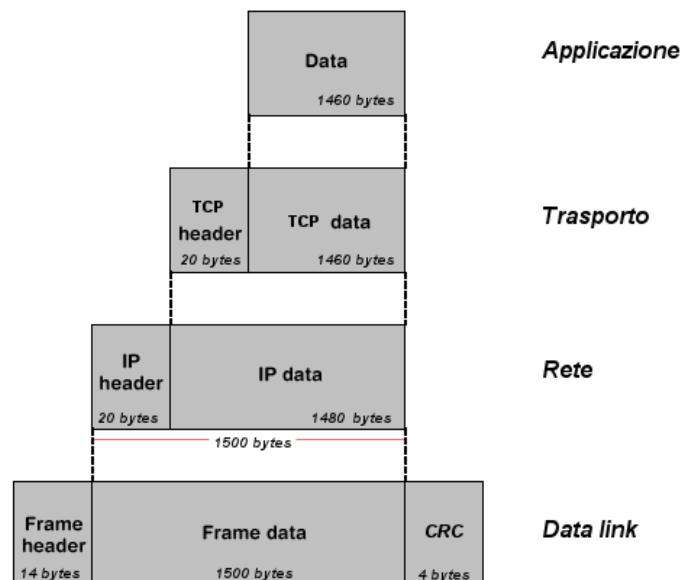 Data
1460 bytes
Applicazione
TCP
header
20 bytes
TCP data
1460 bytes
Trasporto
IP
header
20 bytes
IP data
1480 bytes
Rete
1500 bytes
Frame
header
14 bytes
Frame data
1500 bytes
CRC
4 bytes
Data link